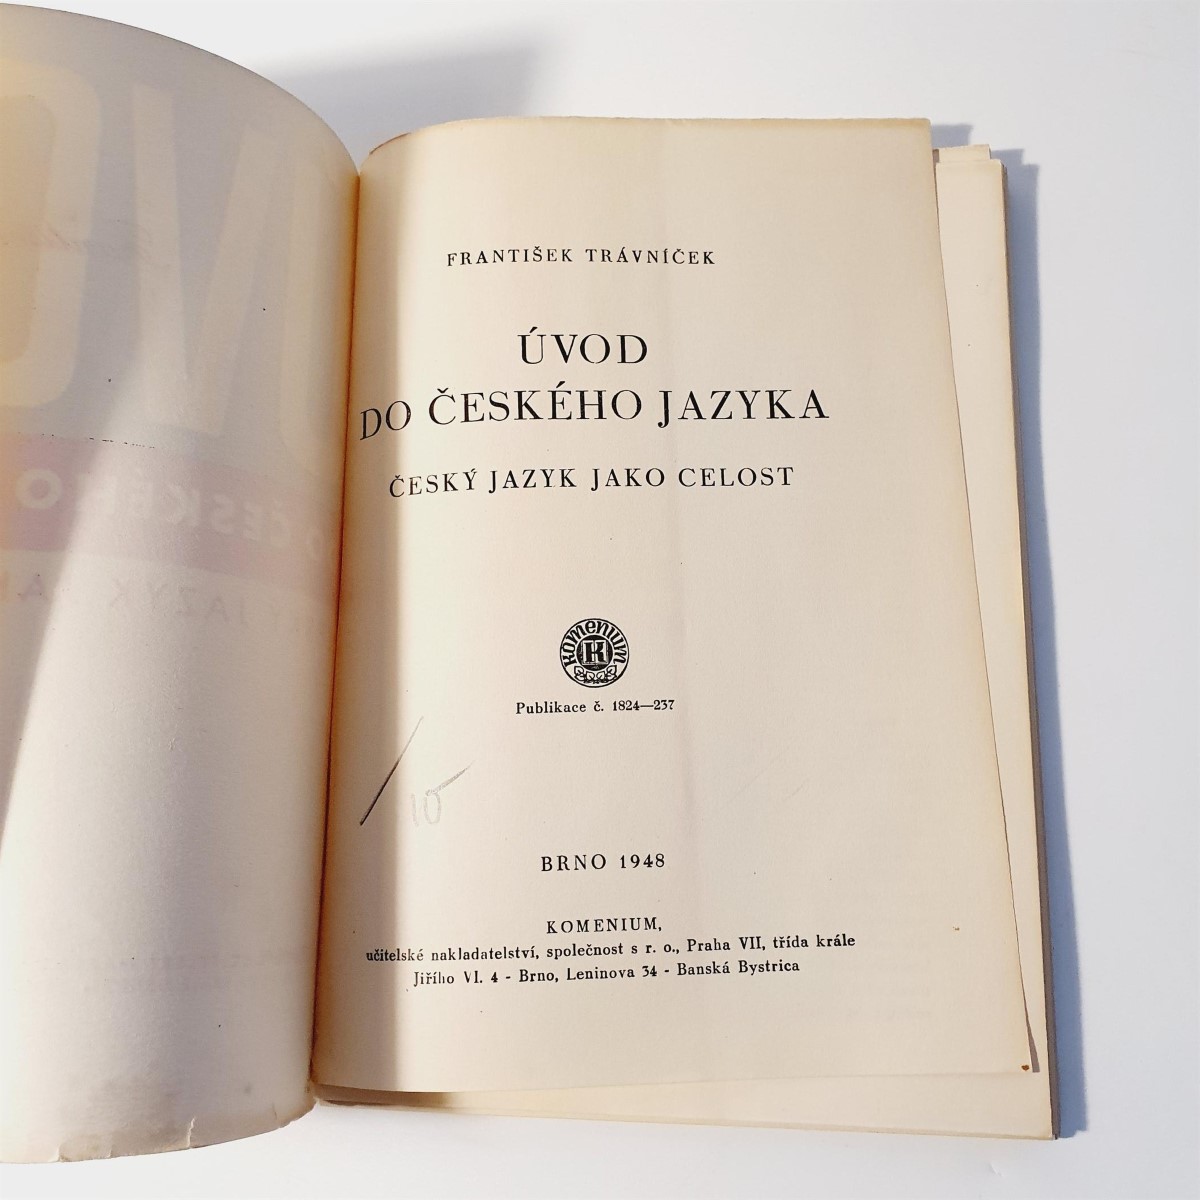 FRANTIŠEK TRÁVNÍČEK
ÚVOD
DO ČESKÉHO JAZYKA
ČESKÝ JAZYK JAKO CELOST
Komenium
K
Publikace č. 1824—237
10
BRNO 1948
KOMENIUM,
učitelské nakladatelství, společnost s r. o., Praha VII, třída krále
Jiřího VI. 4 - Brno, Leninova 34 - Banská Bystrica